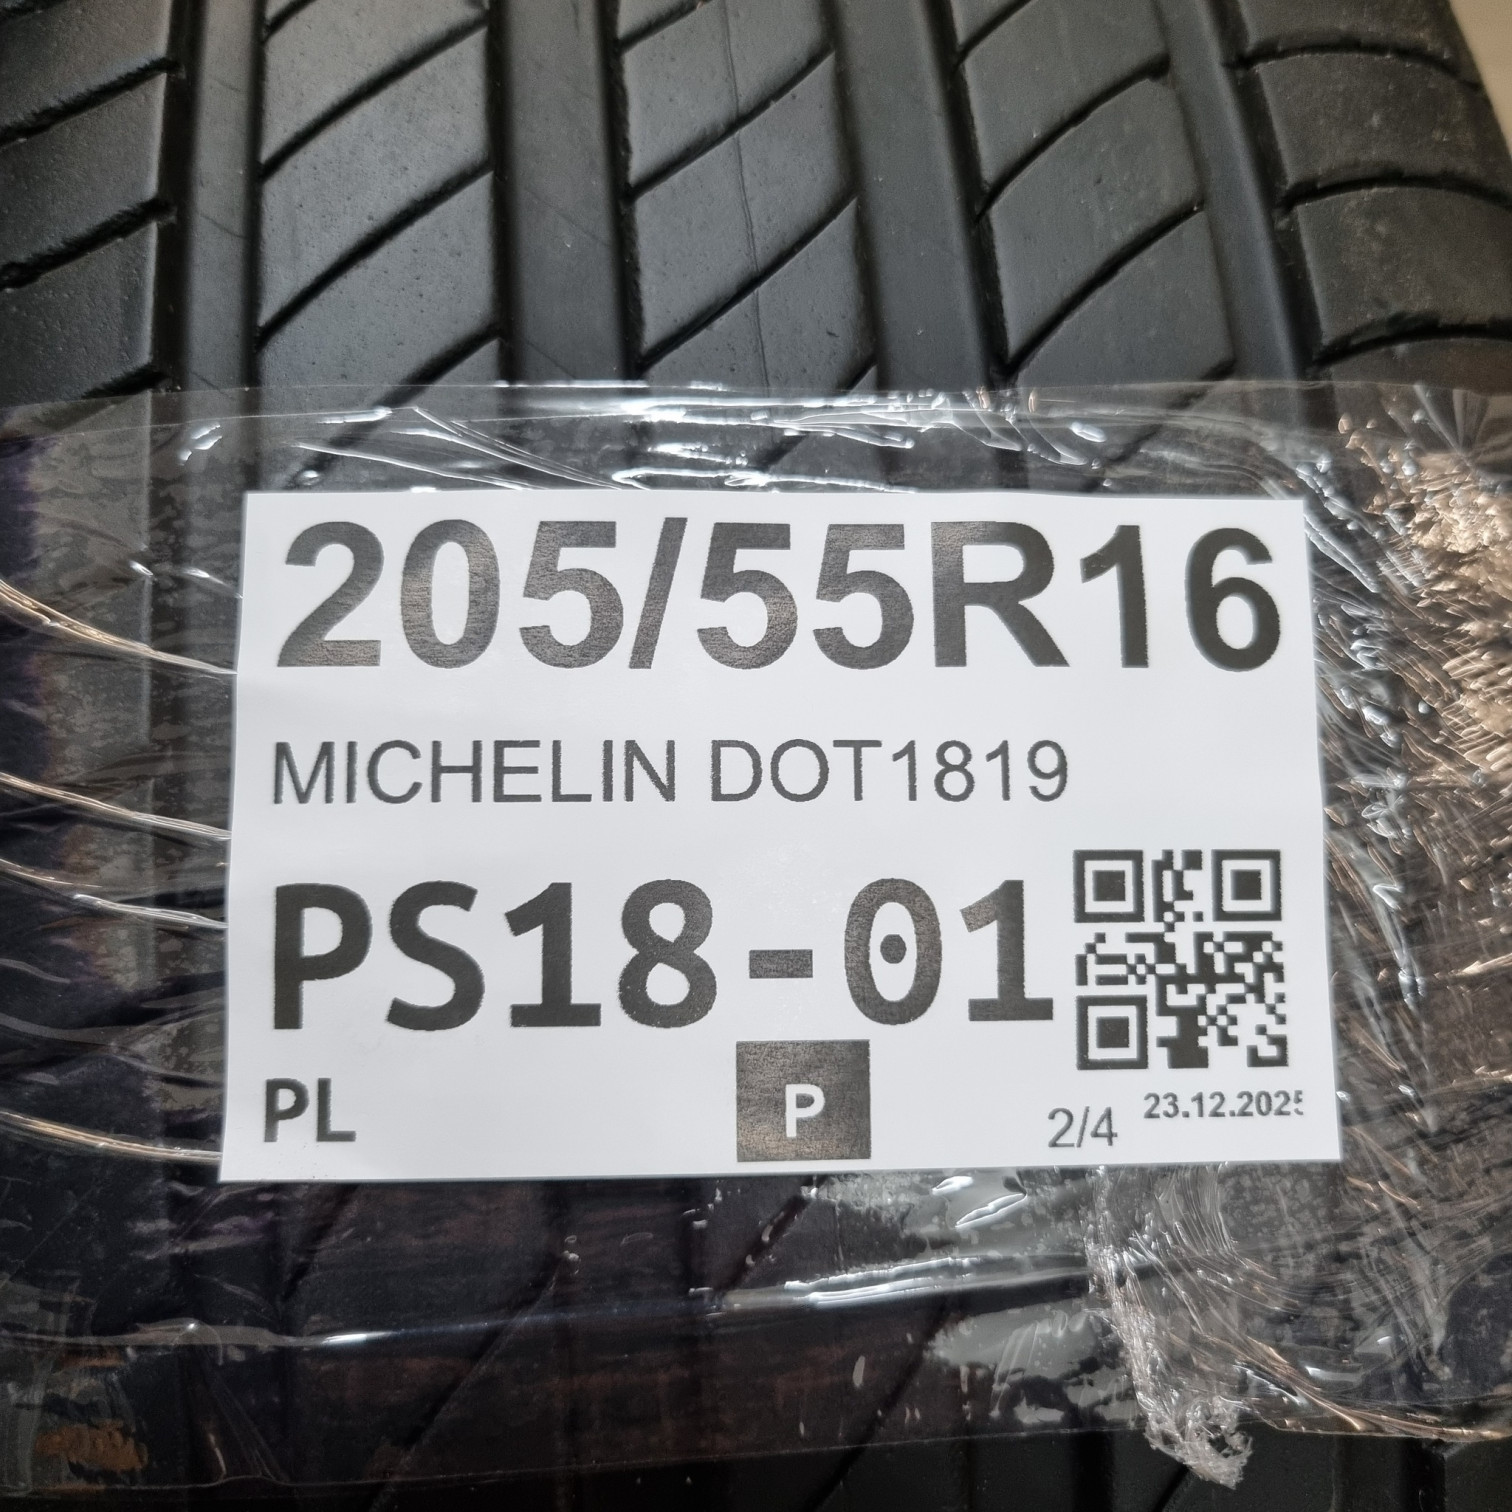 205/55R16
MICHELIN DOT1819
PS18-01
PL
P
2/4
23.12.2025